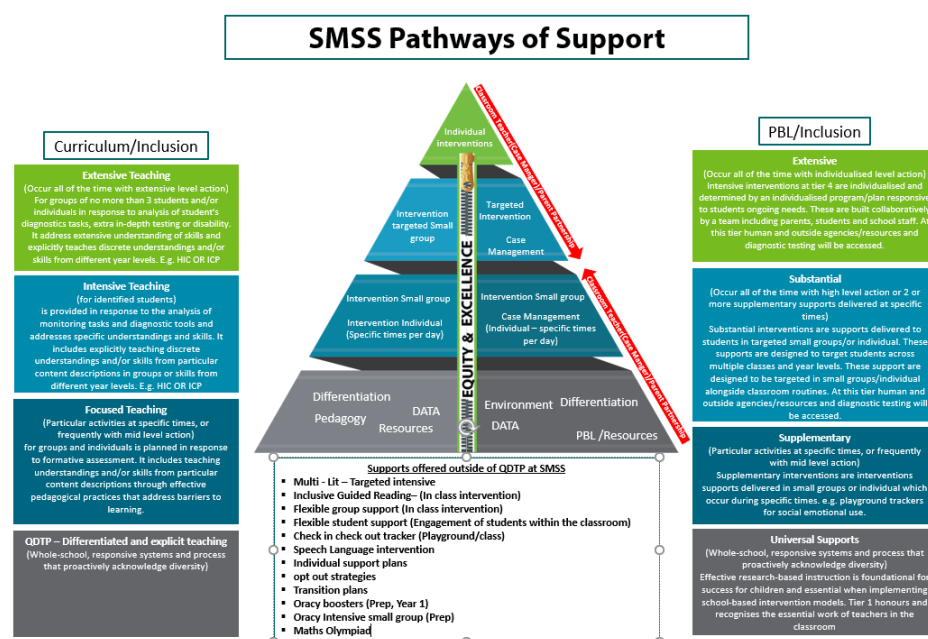 SMSS Pathways of Support
Curriculum/Inclusion
Extensive Teaching
(Occur all of the time with extensive level action)
For groups of no more than 3 students and/or
individuals in response to analysis of student's
diagnostics tasks, extra in-depth testing or disability.
It address extensive understanding of skills and
explicitly teaches discrete understandings and/or
skills from different year levels. E.g. HIC OR ICP
Intensive Teaching
(for identified students)
is provided in response to the analysis of
monitoring tasks and diagnostic tools and
addresses specific understandings and skills. It
includes explicitly teaching discrete
understandings and/or skills from particular
content descriptions in groups or skills from
different year levels. E.g. HIC OR ICP
Focused Teaching
(Particular activities at specific times, or
frequently with mid level action)
for groups and individuals is planned in response
to formative assessment. It includes teaching
understandings and/or skills from particular
content descriptions through effective
pedagogical practices that address barriers to
learning.
QDTP – Differentiated and explicit teaching
(Whole-school, responsive systems and process
that proactively acknowledge diversity)
Individual
interventions
Intervention
targeted Small
group
Targeted
Intervention
Case
Management
Intervention Small group
Intervention Individual
(Specific times per day)
Intervention Small group
Case Management
(Individual – specific times
per day)
Differentiation
Pedagogy
DATA
Resources
Environment
Differentiation
DATA
PBL /Resources
EQUITY & EXCELLENCE
Classroom Teacher(Case Manger)/Parent Partnership
Classroom Teacher(Case Manger)/Parent Partnership
Supports offered outside of QDTP at SMSS
▪ Multi - Lit – Targeted intensive
▪ Inclusive Guided Reading– (In class intervention)
▪ Flexible group support (In class intervention)
▪ Flexible student support (Engagement of students within the classroom)
▪ Check in check out tracker (Playground/class)
▪ Speech Language intervention
▪ Individual support plans
▪ opt out strategies
▪ Transition plans
▪ Oracy boosters (Prep, Year 1)
▪ Oracy Intensive small group (Prep)
▪ Maths Olympiad
PBL/Inclusion
Extensive
(Occur all of the time with individualised level action)
Intensive interventions at tier 4 are individualised and
determined by an individualised program/plan responsive
to students ongoing needs. These are built collaboratively
by a team including parents, students and school staff. At
this tier human and outside agencies/resources and
diagnostic testing will be accessed.
Substantial
(Occur all of the time with high level action or 2 or
more supplementary supports delivered at specific
times)
Substantial interventions are supports delivered to
students in targeted small groups/or individual. These
supports are designed to target students across
multiple classes and year levels. These support are
designed to be targeted in small groups/individual
alongside classroom routines. At this tier human and
outside agencies/resources and diagnostic testing will
be accessed.
Supplementary
(Particular activities at specific times, or frequently
with mid level action)
Supplementary interventions are interventions
supports delivered in small groups or individual which
occur during specific times. e.g. playground trackers
for social emotional use.
Universal Supports
(Whole-school, responsive systems and process that
proactively acknowledge diversity)
Effective research-based instruction is foundational for
success for children and essential when implementing
school-based intervention models. Tier 1 honours and
recognises the essential work of teachers in the
classroom